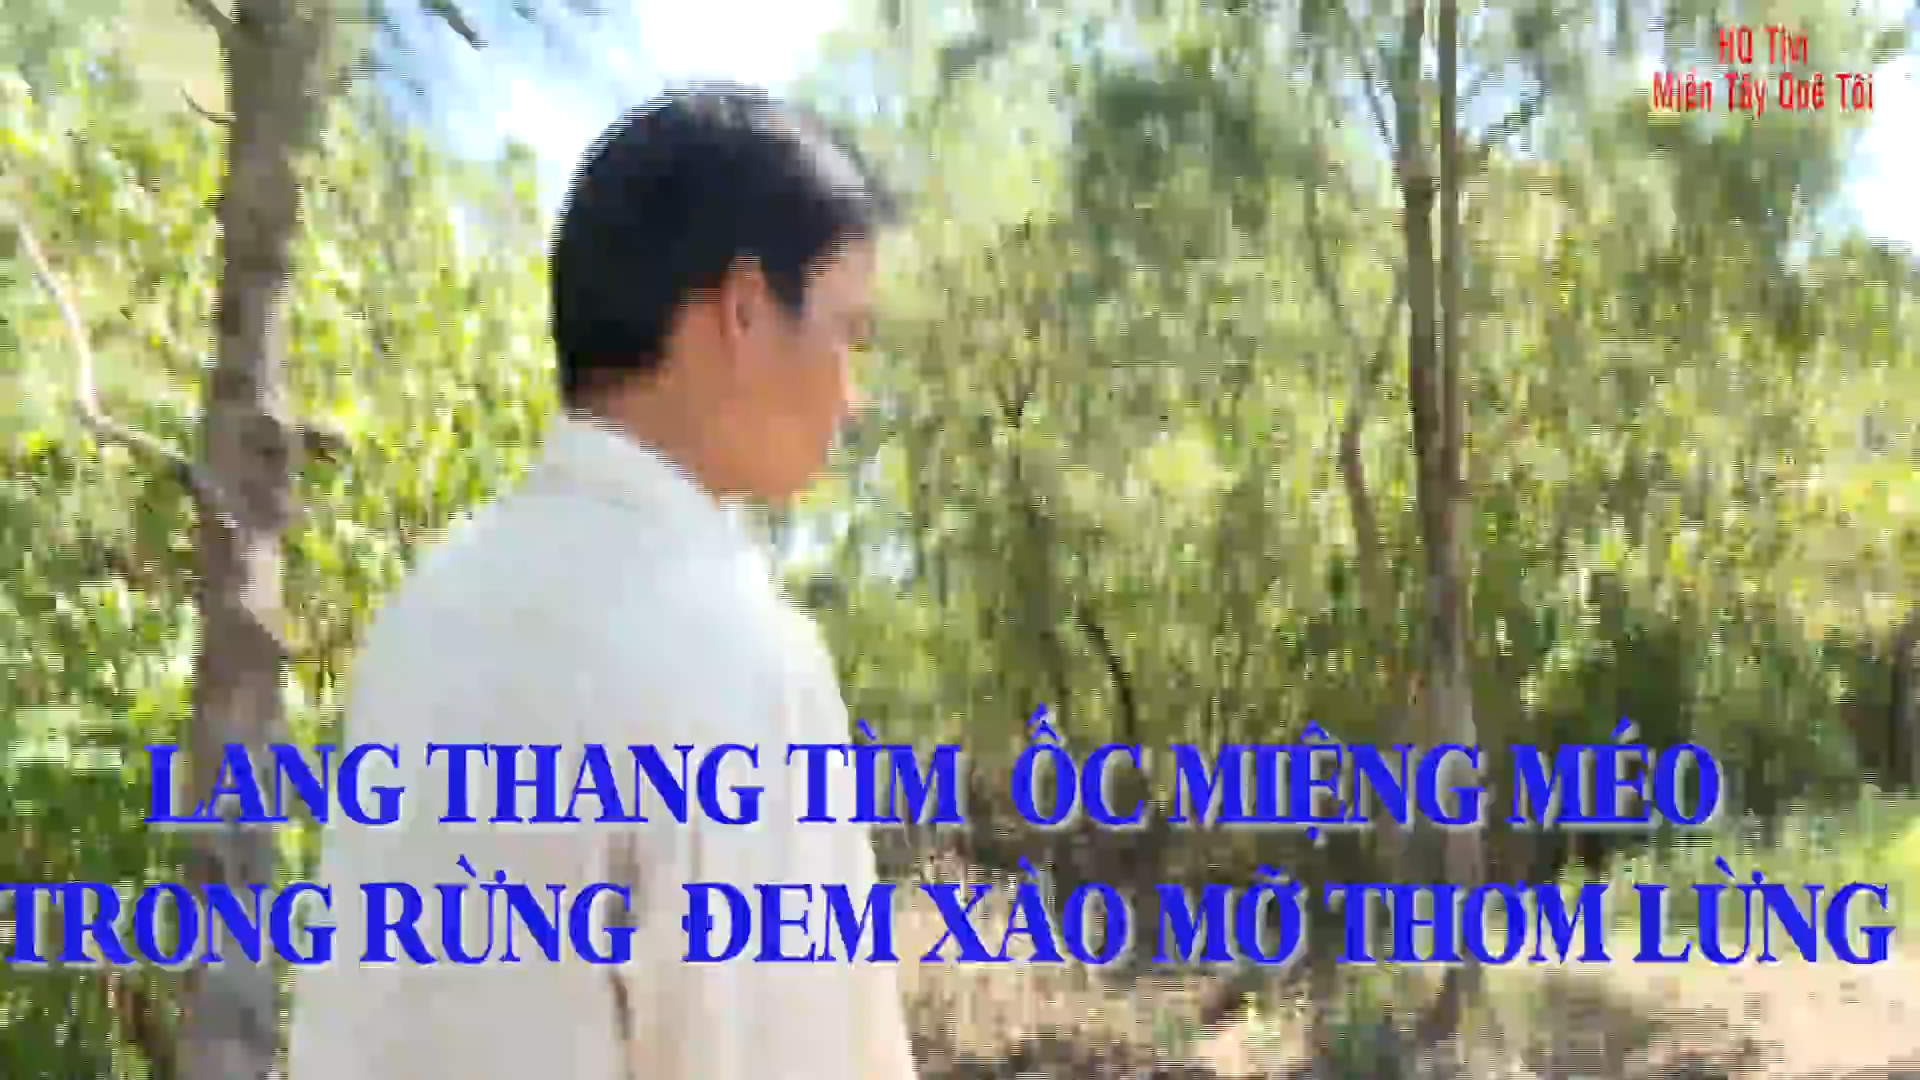 HQ Tivi
Miền Tây Quê Tôi
LANG THANG TÌM ỐC MIỆNG MÉO
TRONG RỪNG ĐEM XÀO MỠ THƠM LỪNG